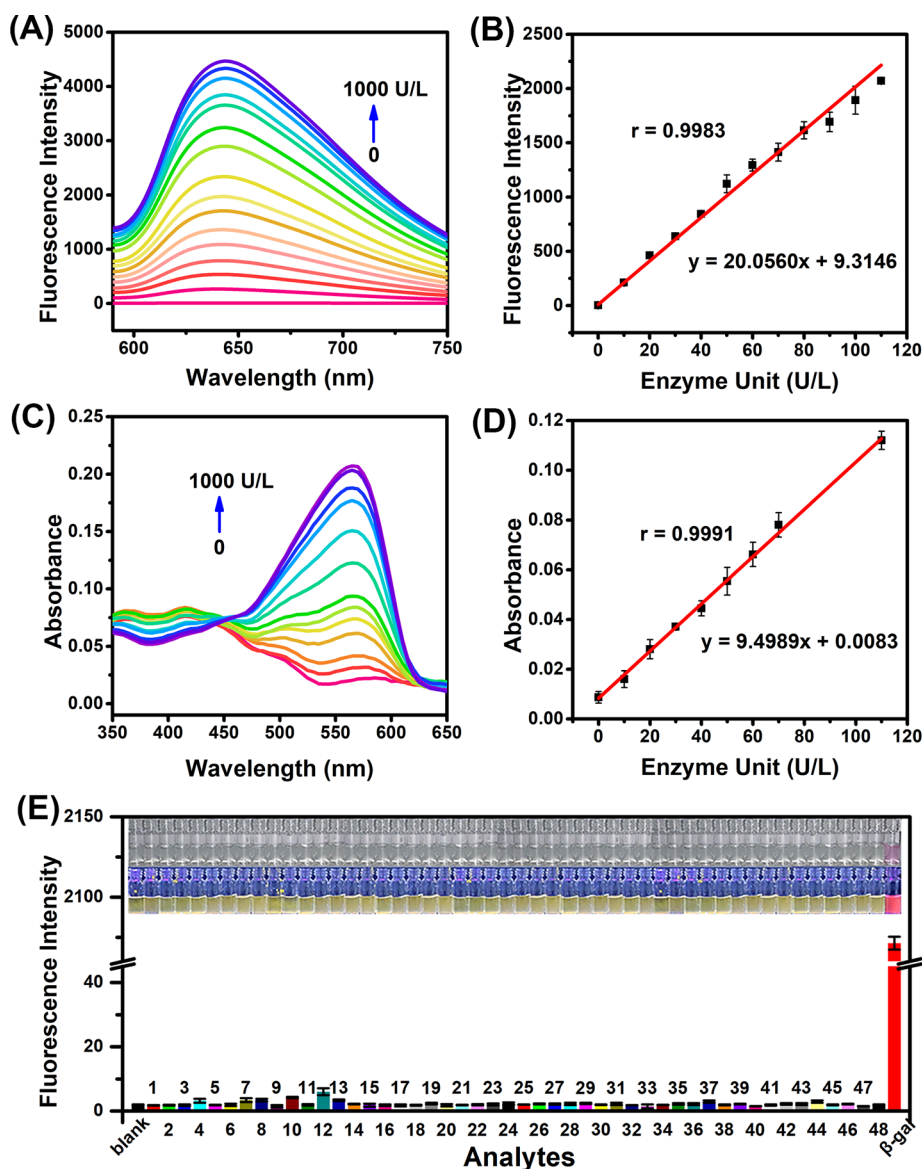 (A)
5000
4000
3000
2000
1000
0
Fluorescence Intensity
1000 U/L
0
600 650 700 750
Wavelength (nm)
(B)
2500
2000
1500
1000
500
0
Fluorescence Intensity
r = 0.9983
y = 20.0560x + 9.3146
0 20 40 60 80 100 120
Enzyme Unit (U/L)
(C)
0.25
0.20
0.15
0.10
0.05
0.00
Absorbance
1000 U/L
0
350 400 450 500 550 600 650
Wavelength (nm)
(D)
0.12
0.10
0.08
0.06
0.04
0.02
0.00
Absorbance
r = 0.9991
y = 9.4989x + 0.0083
0 20 40 60 80 100 120
Enzyme Unit (U/L)
(E)
2150
2100
40
20
0
Fluorescence Intensity
1 3 5 7 9 11 13 15 17 19 21 23 25 27 29 31 33 35 37 39 41 43 45 47
blank 2 4 6 8 10 12 14 16 18 20 22 24 26 28 30 32 34 36 38 40 42 44 46 48 β-gal
Analytes